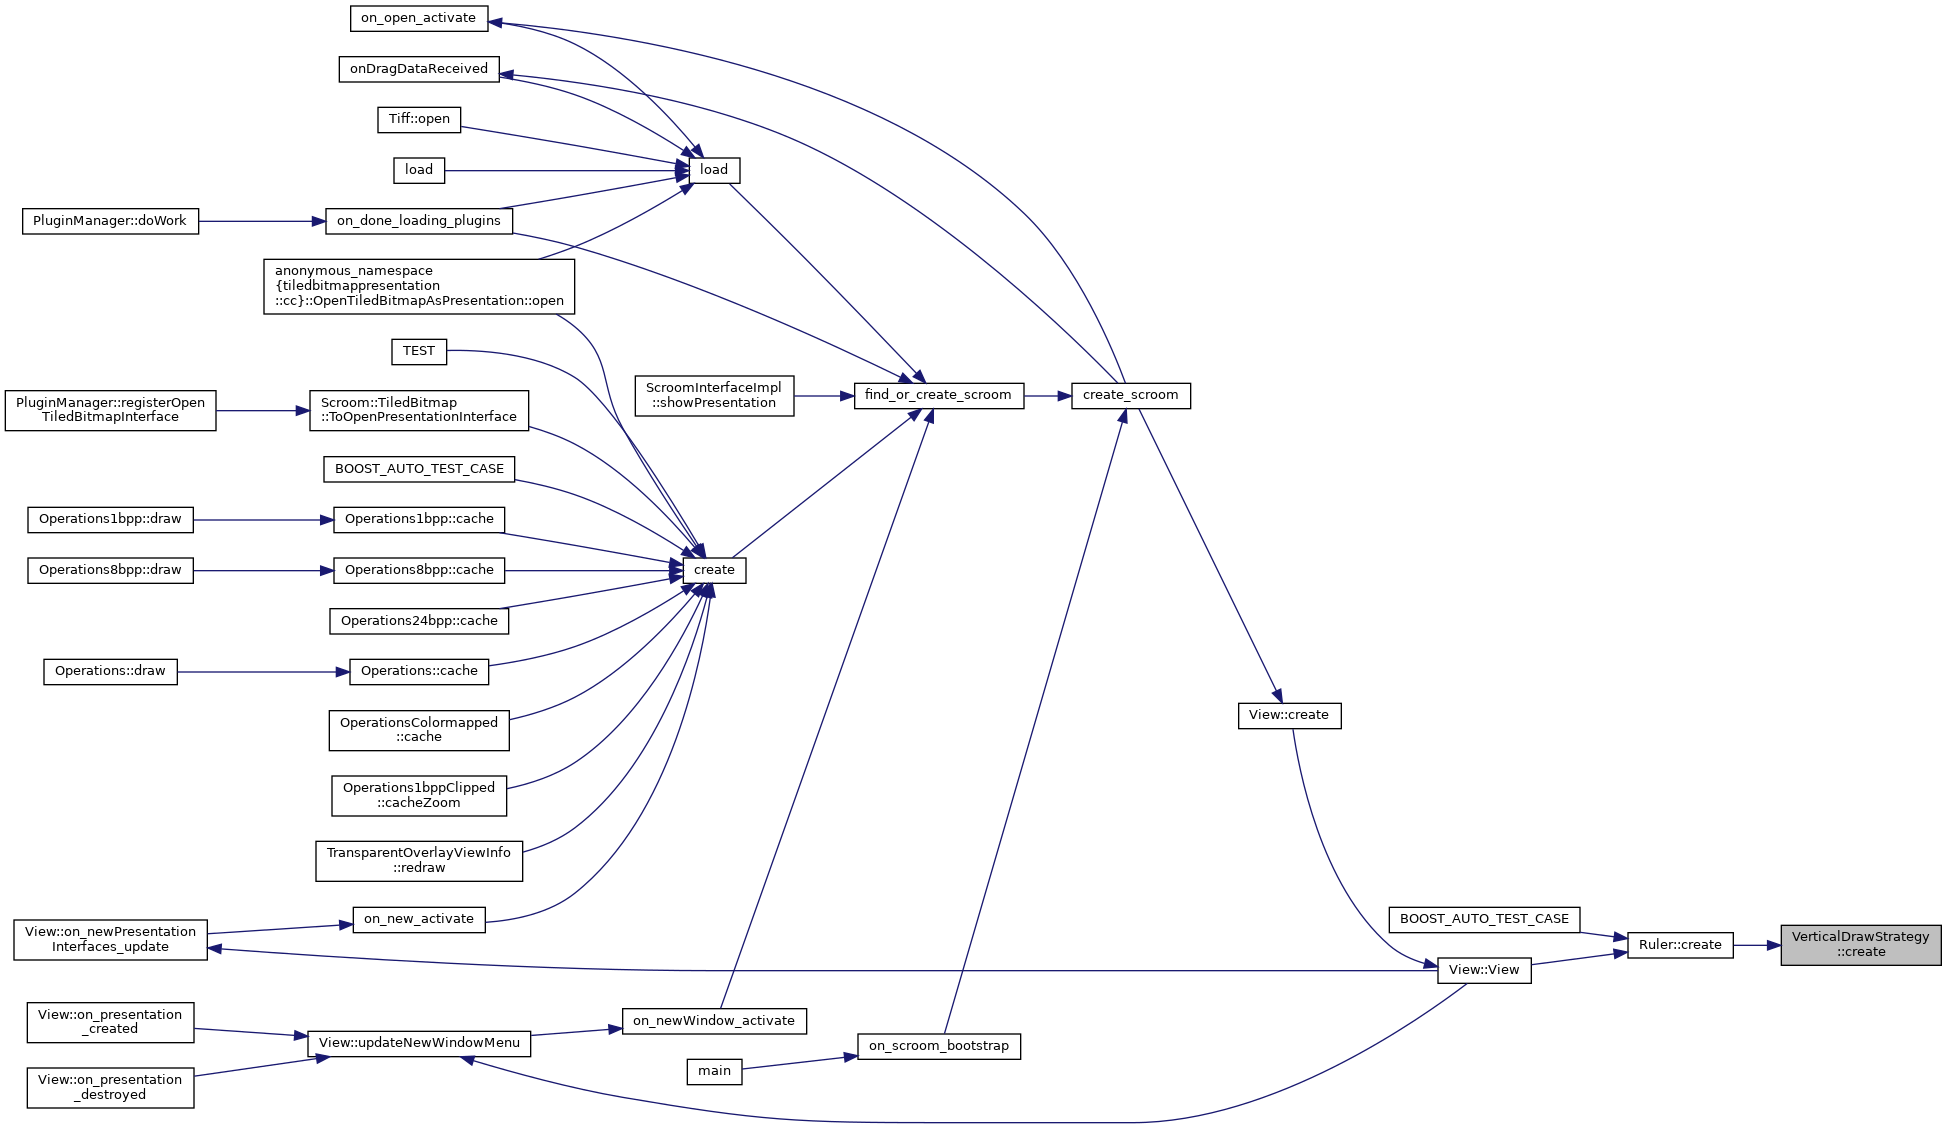 on_open_activate
onDragDataReceived
Tiff::open
load
load
PluginManager::doWork
on_done_loading_plugins
anonymous_namespace
{tiledbitmappresentation
::cc}::OpenTiledBitmapAsPresentation::open
TEST
PluginManager::registerOpen
TiledBitmapInterface
Scroom::TiledBitmap
::ToOpenPresentationInterface
ScroomInterfaceImpl
::showPresentation
find_or_create_scroom
create_scroom
BOOST_AUTO_TEST_CASE
Operations1bpp::draw
Operations1bpp::cache
Operations8bpp::draw
Operations8bpp::cache
create
Operations24bpp::cache
Operations::draw
Operations::cache
OperationsColormapped
::cache
View::create
Operations1bppClipped
::cacheZoom
TransparentOverlayViewInfo
::redraw
on_new_activate
View::on_newPresentation
Interfaces_update
BOOST_AUTO_TEST_CASE
Ruler::create
VerticalDrawStrategy
::create
View::View
View::on_presentation
_created
View::updateNewWindowMenu
on_newWindow_activate
on_scroom_bootstrap
main
View::on_presentation
_destroyed